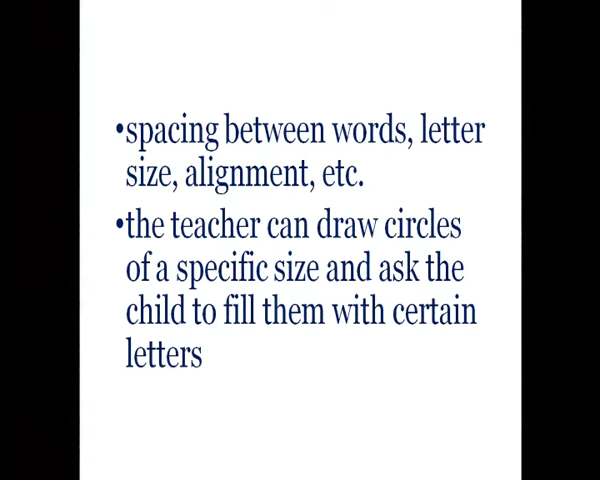 •spacing between words, letter
size, alignment, etc.
•the teacher can draw circles
of a specific size and ask the
child to fill them with certain
letters